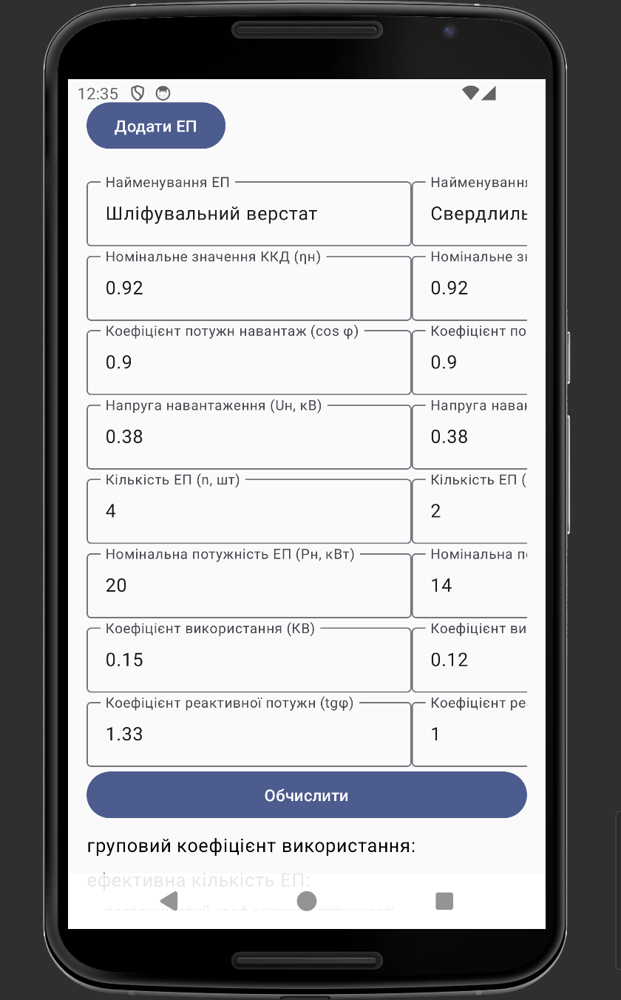 12:35
Додати ЕП
Найменування ЕП
Шліфувальний верстат
Номінальне значення ККД (ηн)
0.92
Коефіцієнт потужн навантаж (cos φ)
0.9
Напруга навантаження (Uн, кВ)
0.38
Кількість ЕП (n, шт)
4
Номінальна потужність ЕП (Рн, кВт)
20
Коефіцієнт використання (КВ)
0.15
Коефіцієнт реактивної потужн (tgφ)
1.33
Найменування
Свердлиль
Номінальне з
0.92
Коефіцієнт по
0.9
Напруга наван
0.38
Кількість ЕП (
2
Номінальна п
14
Коефіцієнт ви
0.12
Коефіцієнт ре
1
Обчислити
груповий коефіцієнт використання:
ефективна кількість ЕП: